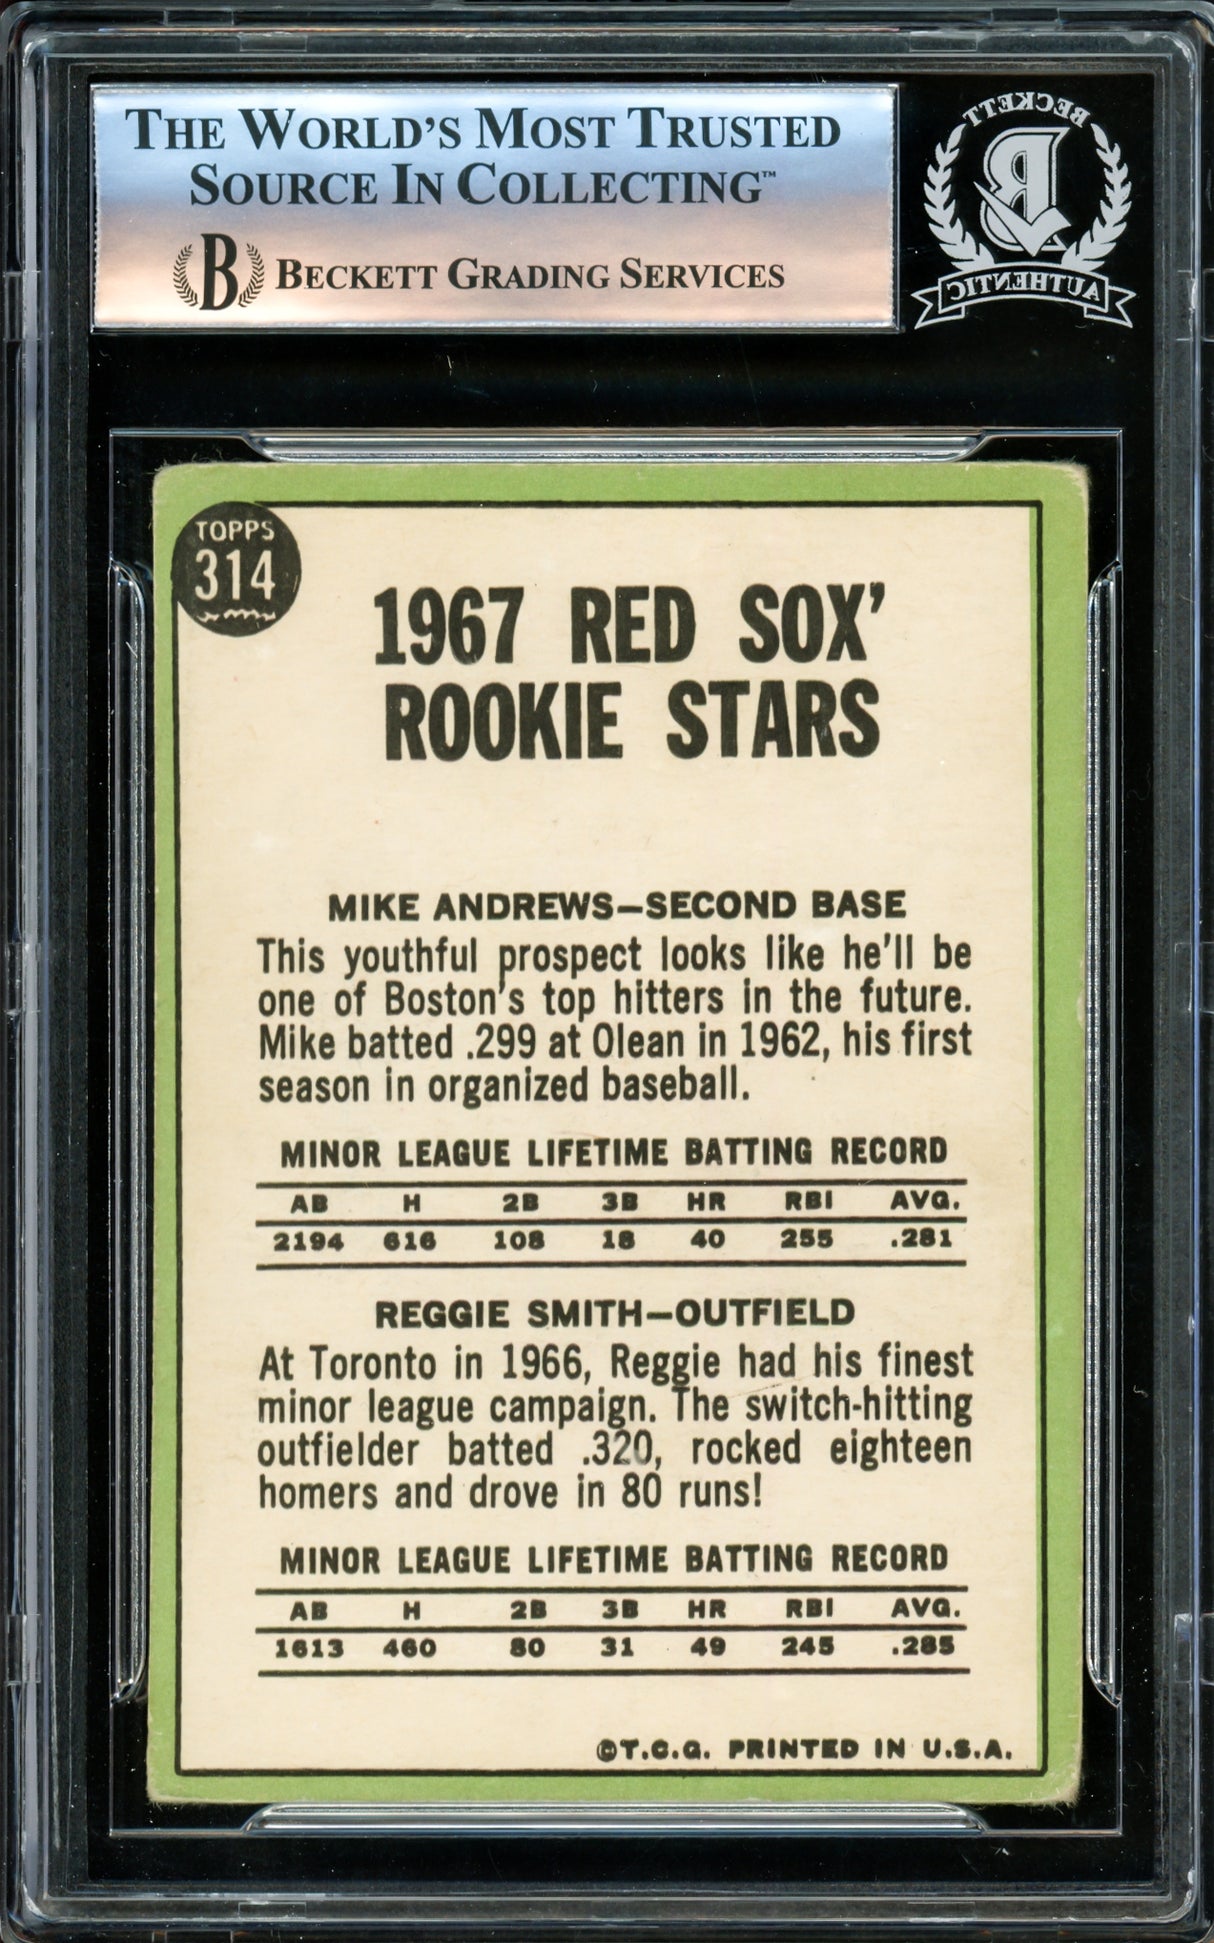 THE WORLD'S MOST TRUSTED
SOURCE IN COLLECTING™
B BECKETT GRADING SERVICES
BECKETT
B
AUTHENTIC
TOPPS
314
1967 RED SOX'
ROOKIE STARS
MIKE ANDREWS—SECOND BASE
This youthful prospect looks like he'll be
one of Boston's top hitters in the future.
Mike batted .299 at Olean in 1962, his first
season in organized baseball.
MINOR LEAGUE LIFETIME BATTING RECORD
AB H 2B 3B HR RBI AVG.
2194 616 108 18 40 255 .281
REGGIE SMITH—OUTFIELD
At Toronto in 1966, Reggie had his finest
minor league campaign. The switch-hitting
outfielder batted .320, rocked eighteen
homers and drove in 80 runs!
MINOR LEAGUE LIFETIME BATTING RECORD
AB H 2B 3B HR RBI AVG.
1613 460 80 31 49 245 .285
©T.C.G. PRINTED IN U.S.A.